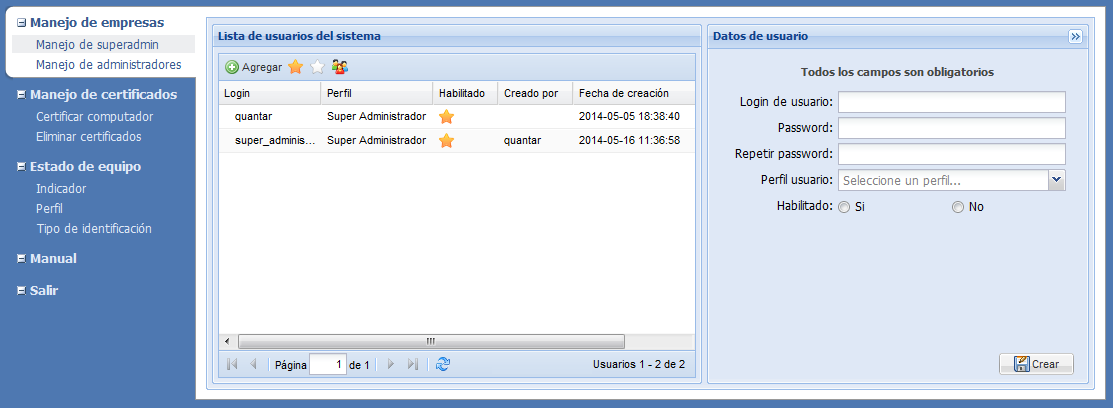 Manejo de empresas
Manejo de superadmin
Manejo de administradores
Manejo de certificados
Certificar computador
Eliminar certificados
Estado de equipo
Indicador
Perfil
Tipo de identificación
Manual
Salir
Lista de usuarios del sistema
Agregar
Login Perfil Habilitado Creado por Fecha de creación
quantar Super Administrador 2014-05-05 18:38:40
super_adminis... Super Administrador quantar 2014-05-16 11:36:58
Página 1 de 1 Usuarios 1 - 2 de 2
Datos de usuario
Todos los campos son obligatorios
Login de usuario:
Password:
Repetir password:
Perfil usuario: Seleccione un perfil...
Habilitado: Si No
Crear